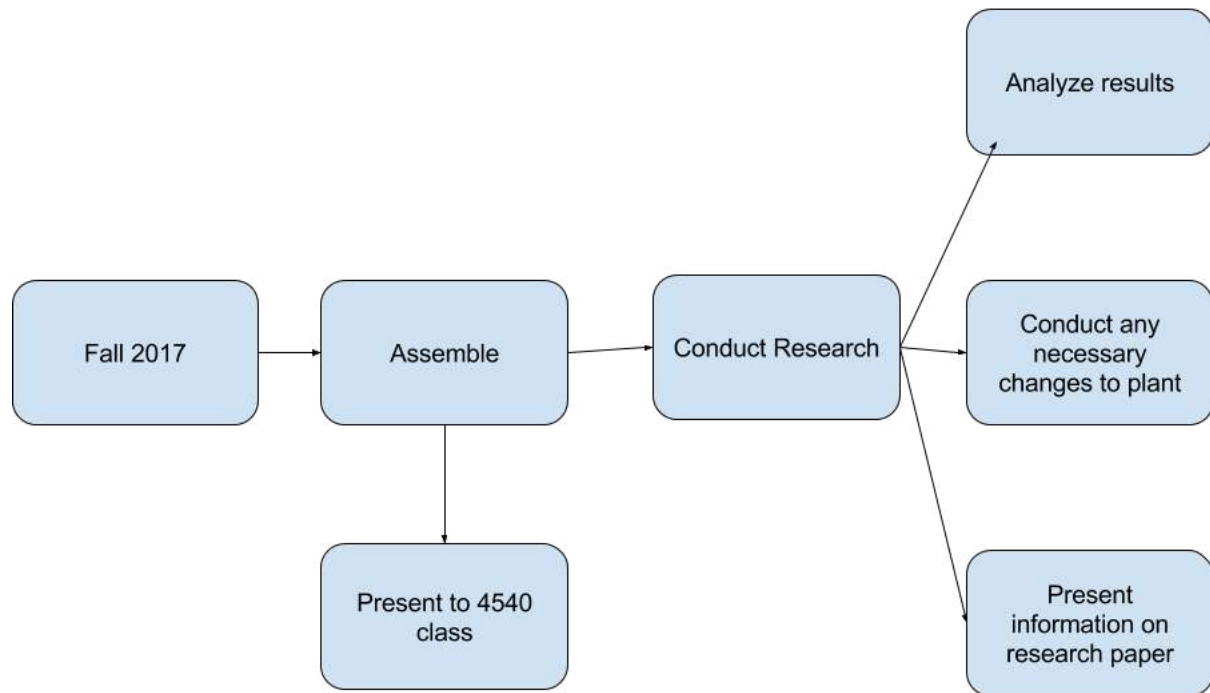 Analyze results
Fall 2017
Assemble
Conduct Research
Conduct any
necessary
changes to plant
Present to 4540
class
Present
information on
research paper